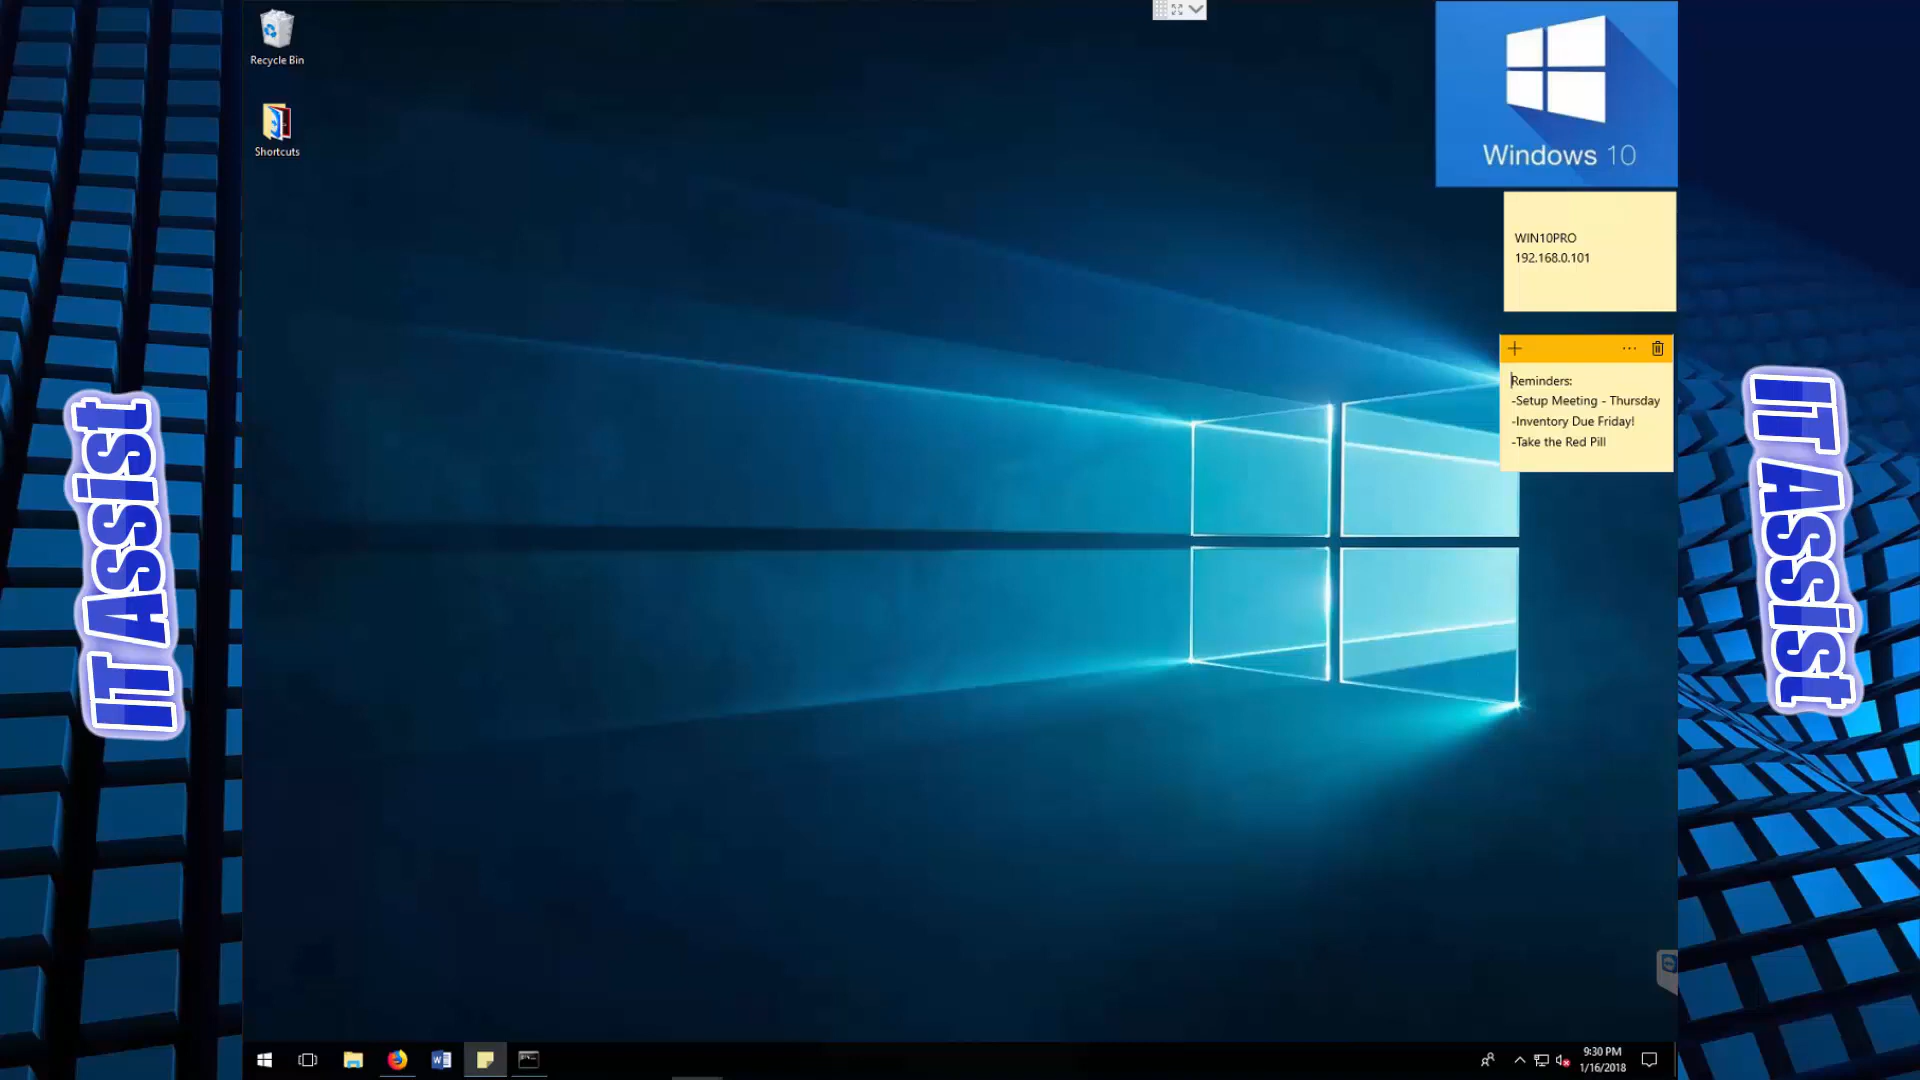 Recycle Bin
Shortcuts
Windows 10
WIN10PRO
192.168.0.101
Reminders:
-Setup Meeting - Thursday
-Inventory Due Friday!
-Take the Red Pill
IT Assist
IT Assist
9:30 PM
1/16/2018